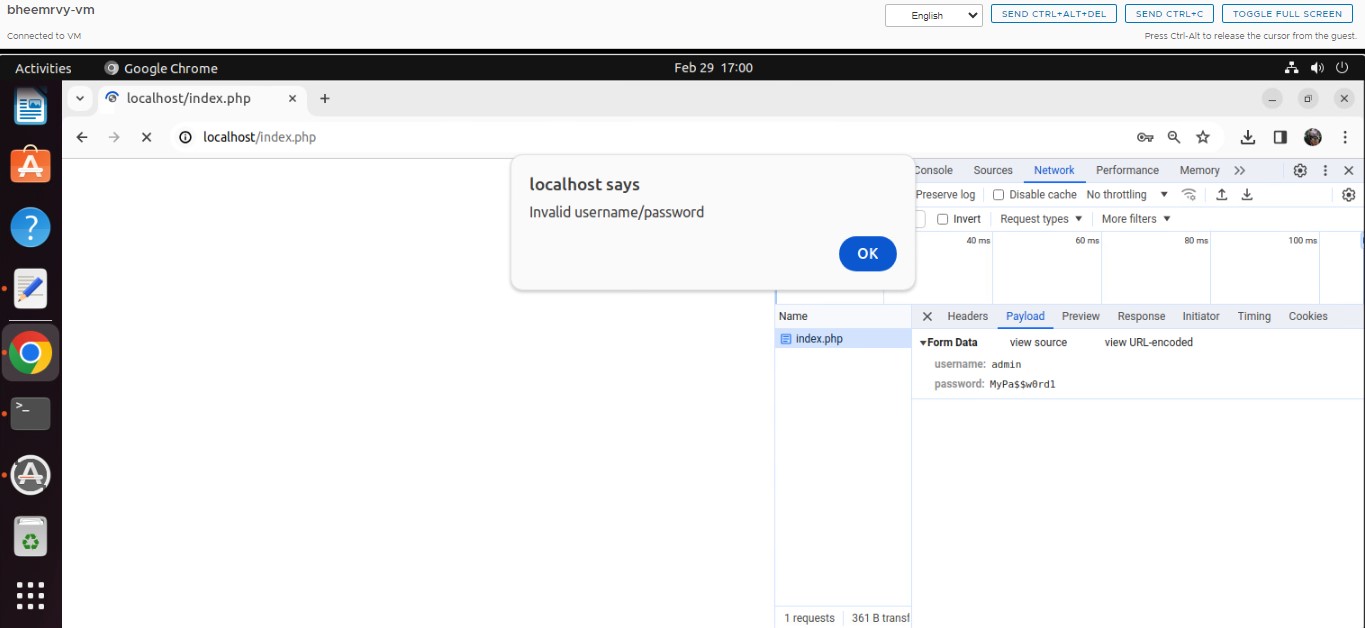 bheemrvy-vm
English
SEND CTRL+ALT+DEL
SEND CTRL+C
TOGGLE FULL SCREEN
Connected to VM
Press Ctrl-Alt to release the cursor from the guest.
Activities
Google Chrome
Feb 29 17:00
localhost/index.php
localhost/index.php
localhost says
Invalid username/password
OK
Console
Sources
Network
Performance
Memory
Preserve log
Disable cache
No throttling
Invert
Request types
More filters
40 ms
60 ms
80 ms
100 ms
Name
Headers
Payload
Preview
Response
Initiator
Timing
Cookies
index.php
Form Data
view source
view URL-encoded
username: admin
password: MyPa$$w0rd1
1 requests
361 B transf